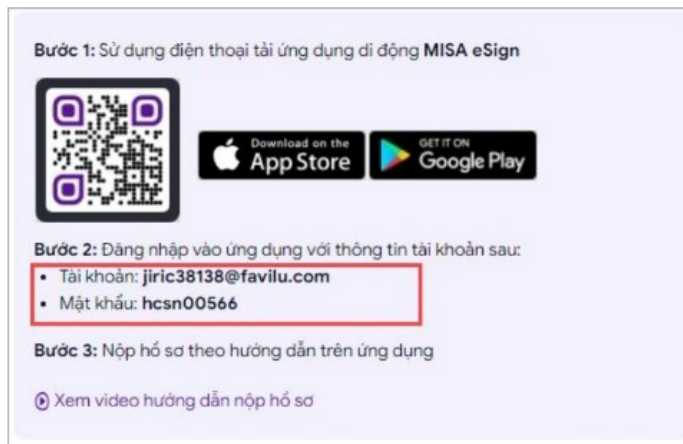 Bước 1: Sử dụng điện thoại tải ứng dụng di động MISA eSign
Download on the
App Store
GET IT ON
Google Play
Bước 2: Đăng nhập vào ứng dụng với thông tin tài khoản sau:
• Tài khoản: jiric38138@favilu.com
• Mật khẩu: hcsn00566
Bước 3: Nộp hồ sơ theo hướng dẫn trên ứng dụng
Xem video hướng dẫn nộp hồ sơ